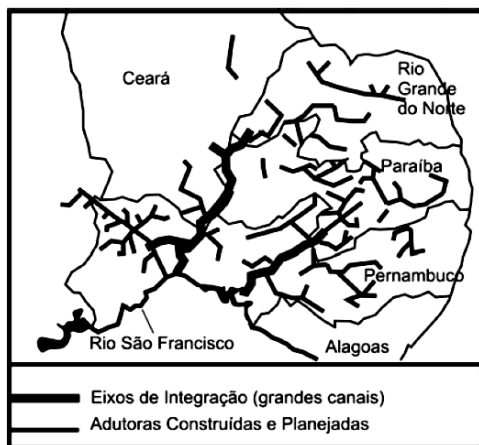 Ceará
Rio
Grande
do Norte
Paraíba
Pernambuco
Rio São Francisco
Alagoas
Eixos de Integração (grandes canais)
Adutoras Construídas e Planejadas